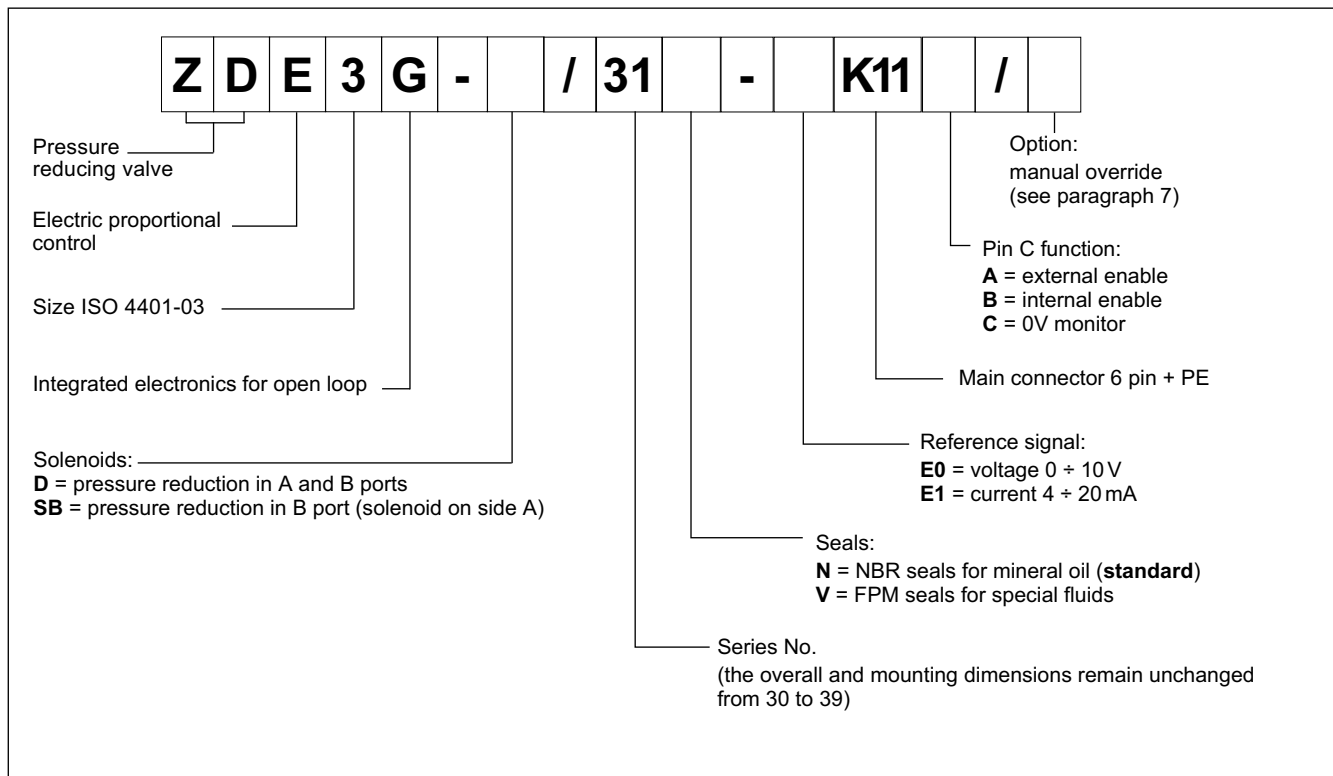 ZDE3G- / 31 - K11 /
Pressure
reducing valve
Electric proportional
control
Size ISO 4401-03
Integrated electronics for open loop
Solenoids:
D = pressure reduction in A and B ports
SB = pressure reduction in B port (solenoid on side A)
Option:
manual override
(see paragraph 7)
Pin C function:
A = external enable
B = internal enable
C = 0V monitor
Main connector 6 pin + PE
Reference signal:
E0 = voltage 0 ÷ 10 V
E1 = current 4 ÷ 20 mA
Seals:
N = NBR seals for mineral oil (standard)
V = FPM seals for special fluids
Series No.
(the overall and mounting dimensions remain unchanged
from 30 to 39)